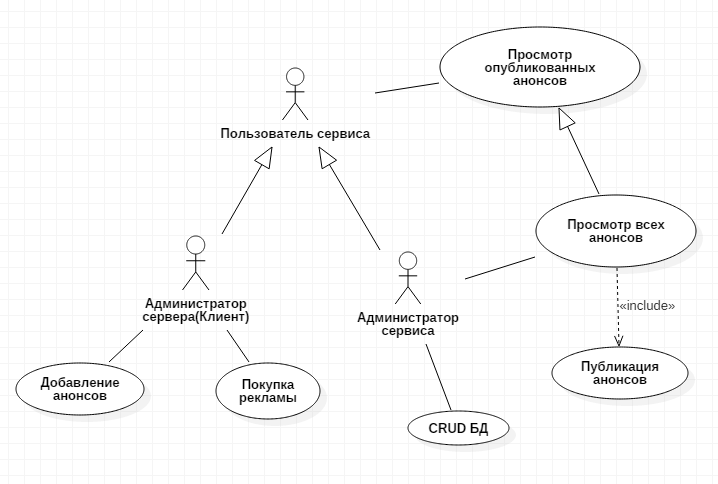 Просмотр
опубликованных
анонсов
Пользователь сервиса
Просмотр всех
анонсов
Администратор
сервера(Клиент)
Администратор
сервиса
«include»
Добавление
анонсов
Покупка
рекламы
Публикация
анонсов
CRUD БД